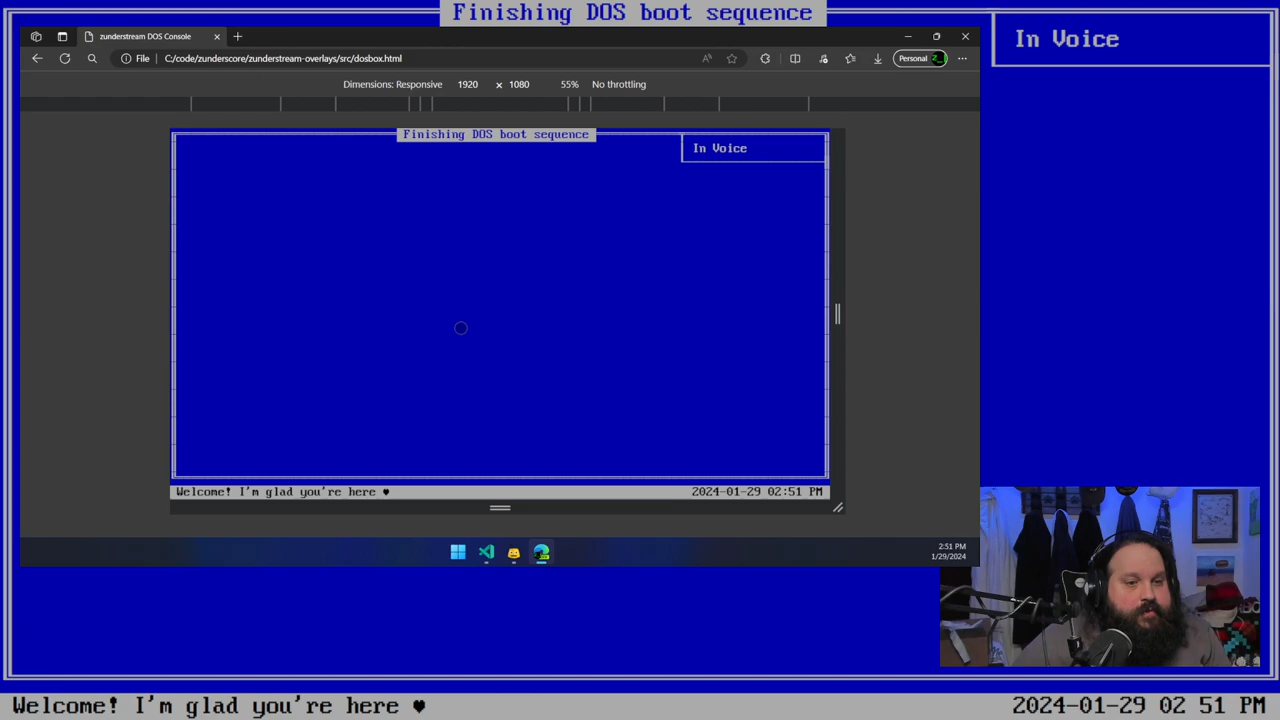 Finishing DOS boot sequence
In Voice
zunderstream DOS Console
File
C:/code/zunderscore/zunderstream-overlays/src/dosbox.html
Personal
Dimensions: Responsive 1920 × 1080 55% No throttling
Finishing DOS boot sequence
In Voice
Welcome! I'm glad you're here ♥
2024-01-29 02:51 PM
2:51 PM
1/29/2024
Welcome! I'm glad you're here ♥
2024-01-29 02 51 PM